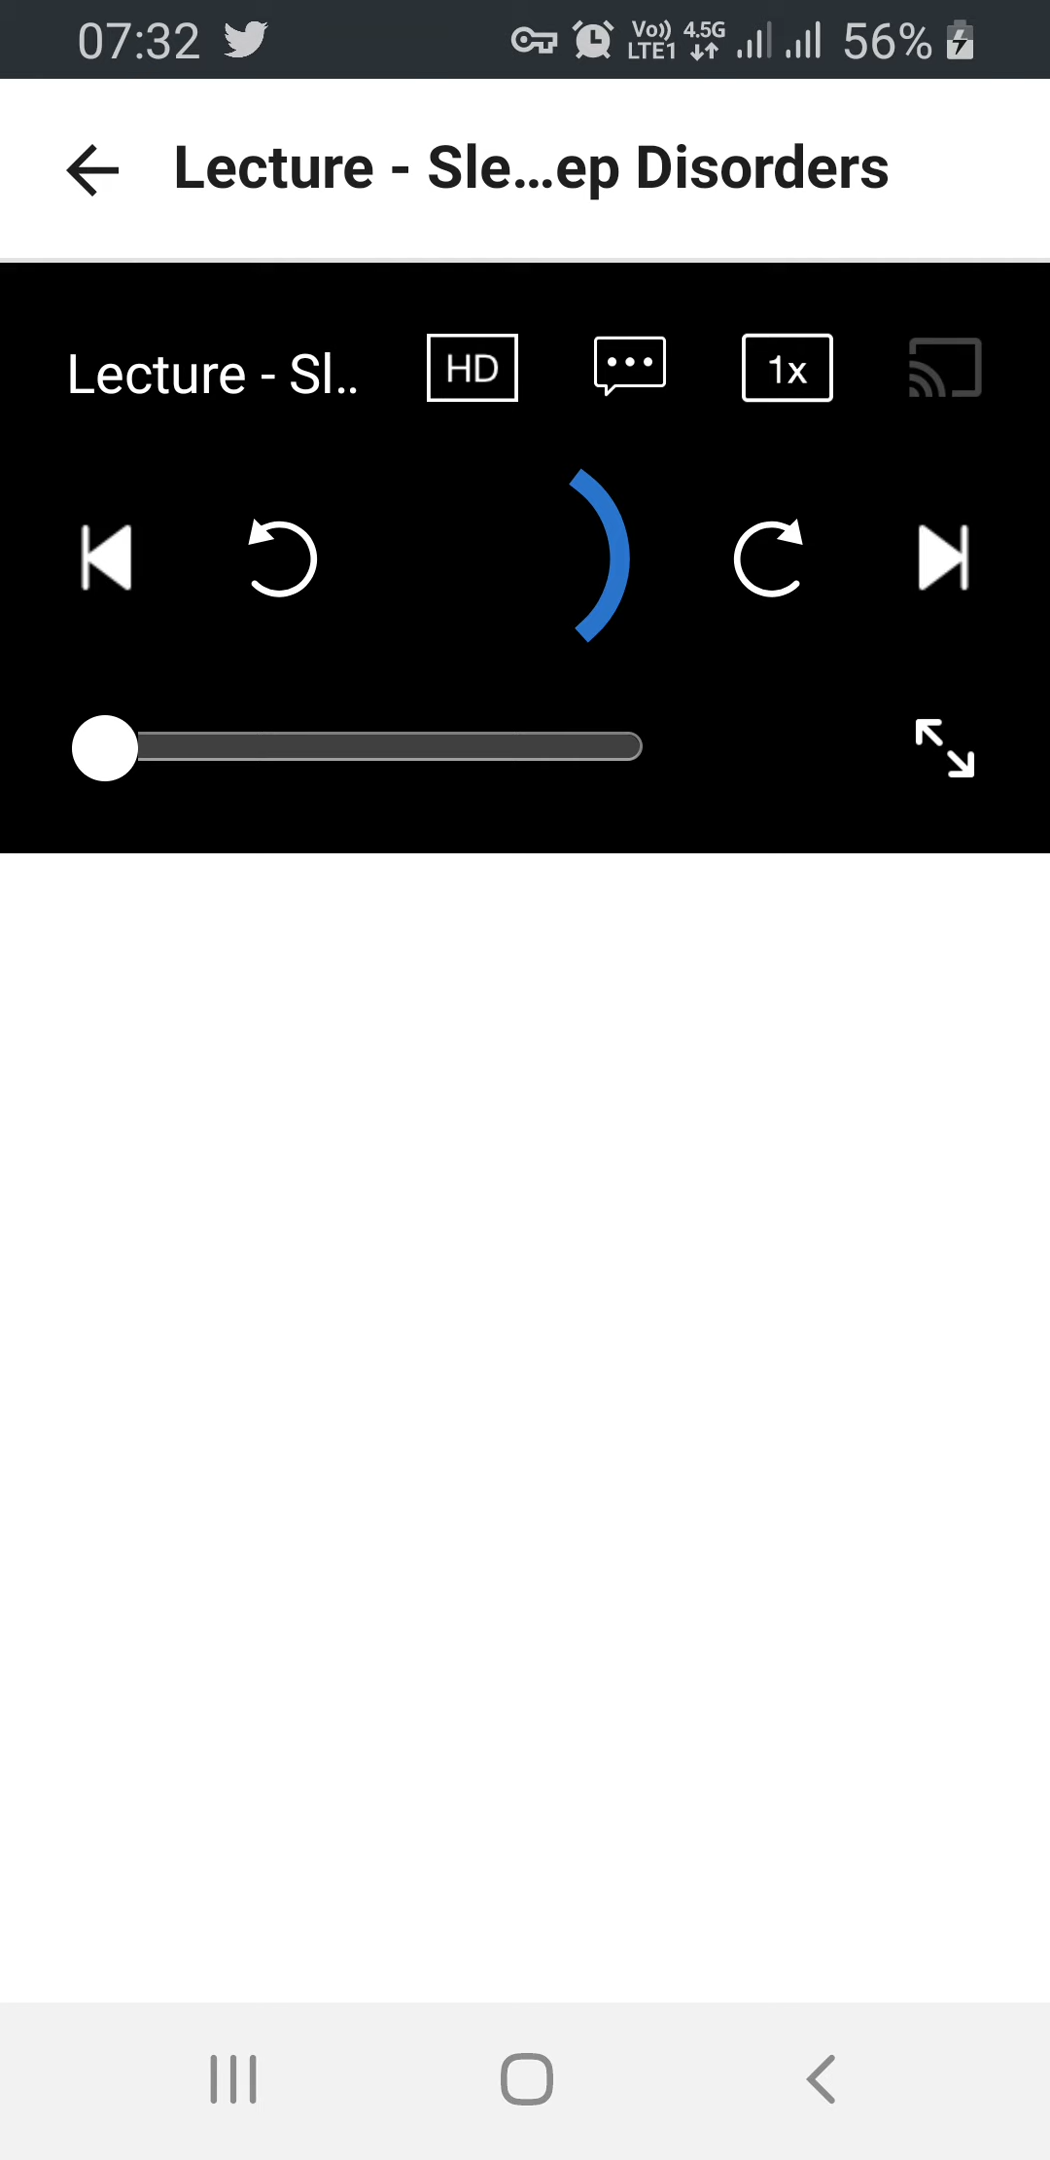 07:32 Vo)) LTE1 4.5G 56%
Lecture - Sle...ep Disorders
Lecture - Sl.. HD 1x